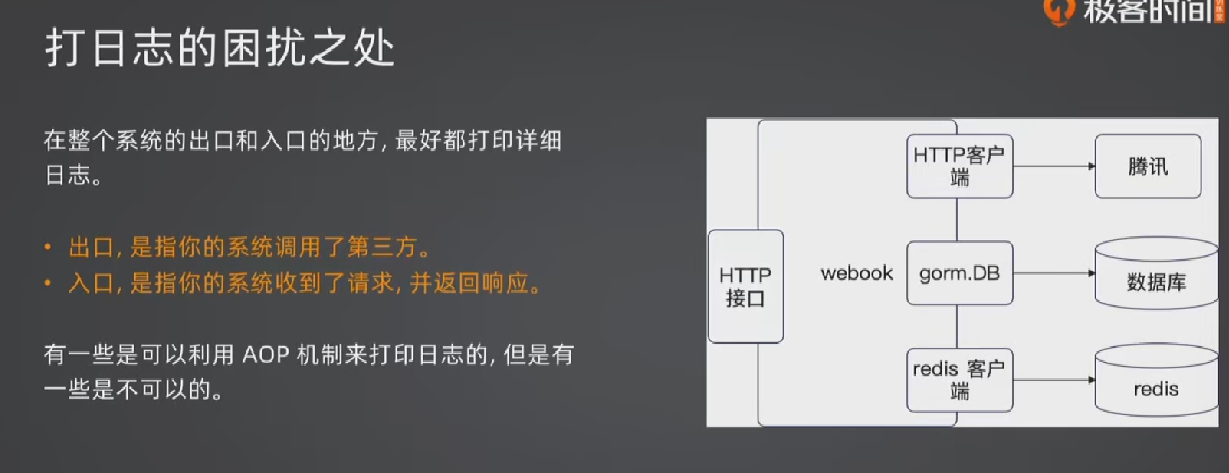 极客时间
打日志的困扰之处
在整个系统的出口和入口的地方, 最好都打印详细
日志。
• 出口, 是指你的系统调用了第三方。
• 入口, 是指你的系统收到了请求, 并返回响应。
有一些是可以利用 AOP 机制来打印日志的, 但是有
一些是不可以的。
HTTP客户
端
腾讯
HTTP
接口
webook
gorm.DB
数据库
redis 客户
端
redis